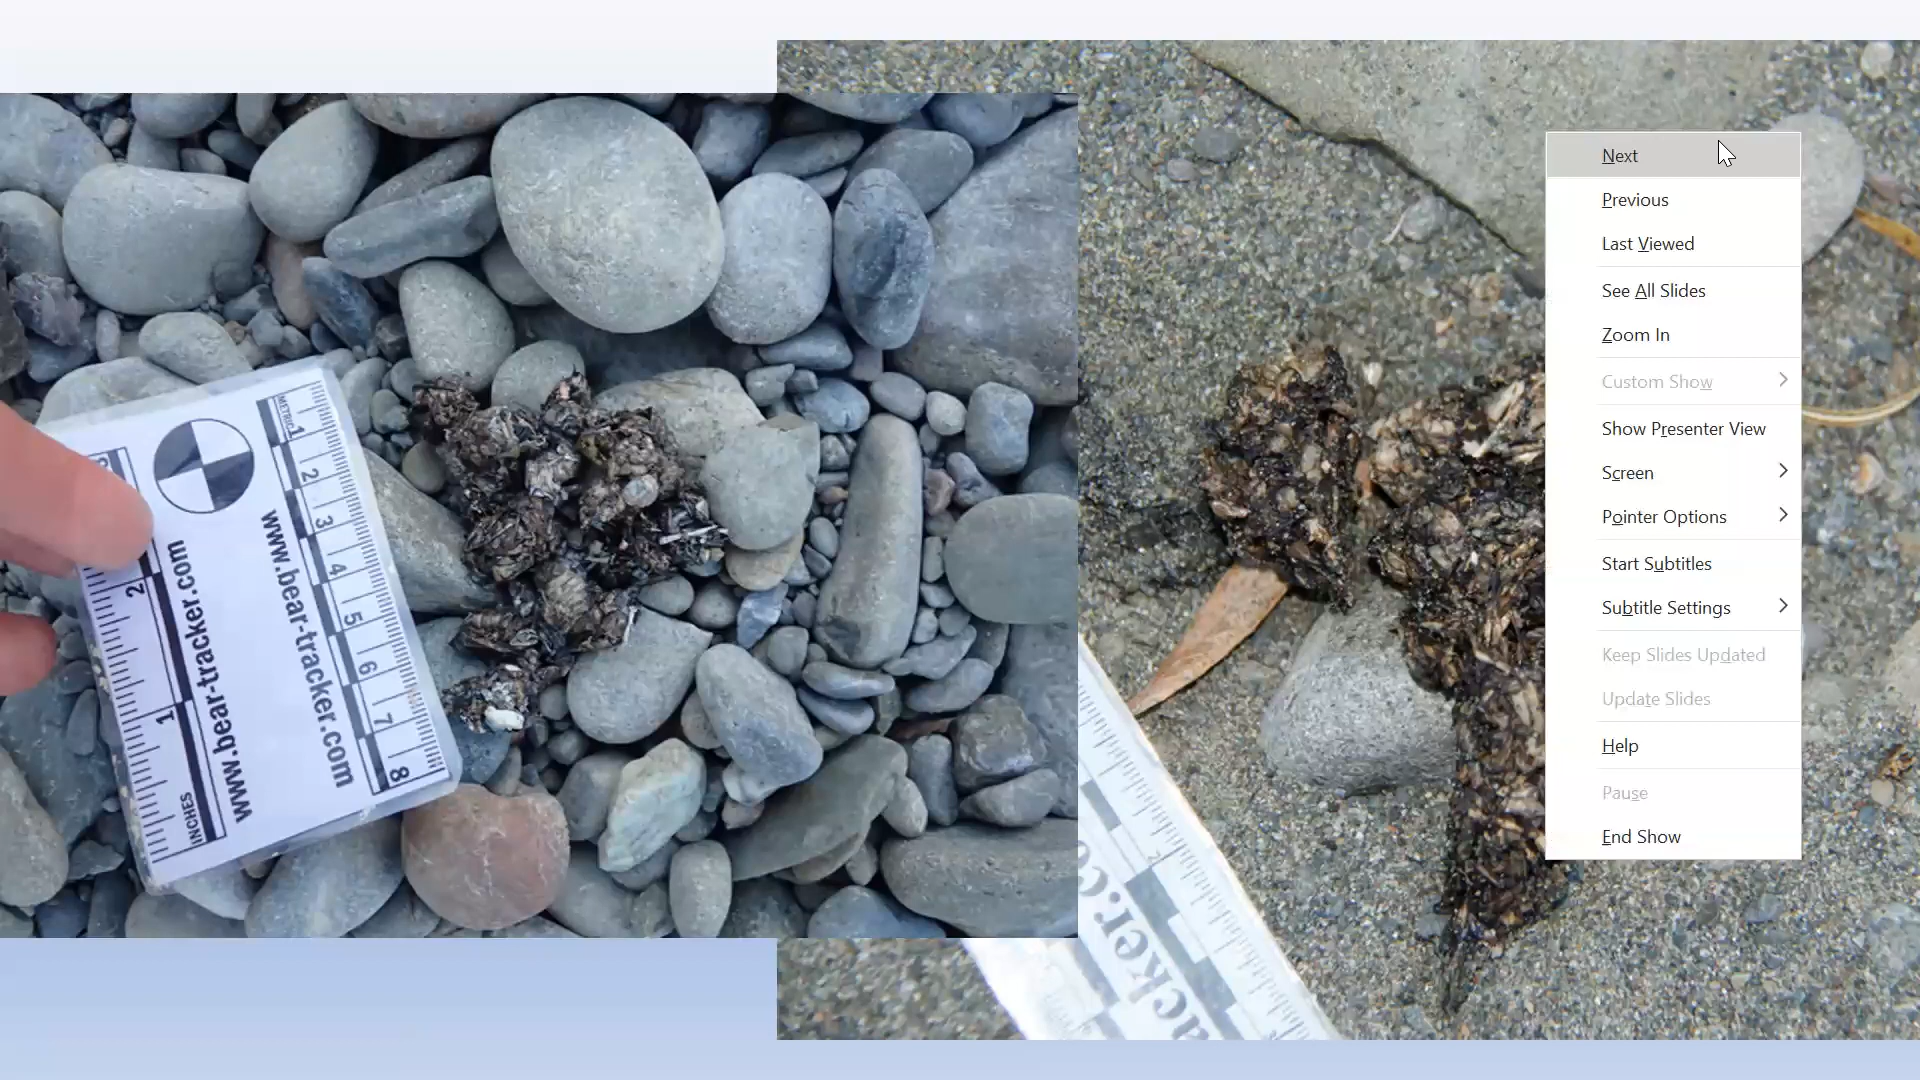 METRIC 1
2
3
4
5
6
7
8
www.bear-tracker.com
www.bear-tracker.com
2
1
INCHES
acker.co
Next
Previous
Last Viewed
See All Slides
Zoom In
Custom Show
Show Presenter View
Screen
Pointer Options
Start Subtitles
Subtitle Settings
Keep Slides Updated
Update Slides
Help
Pause
End Show